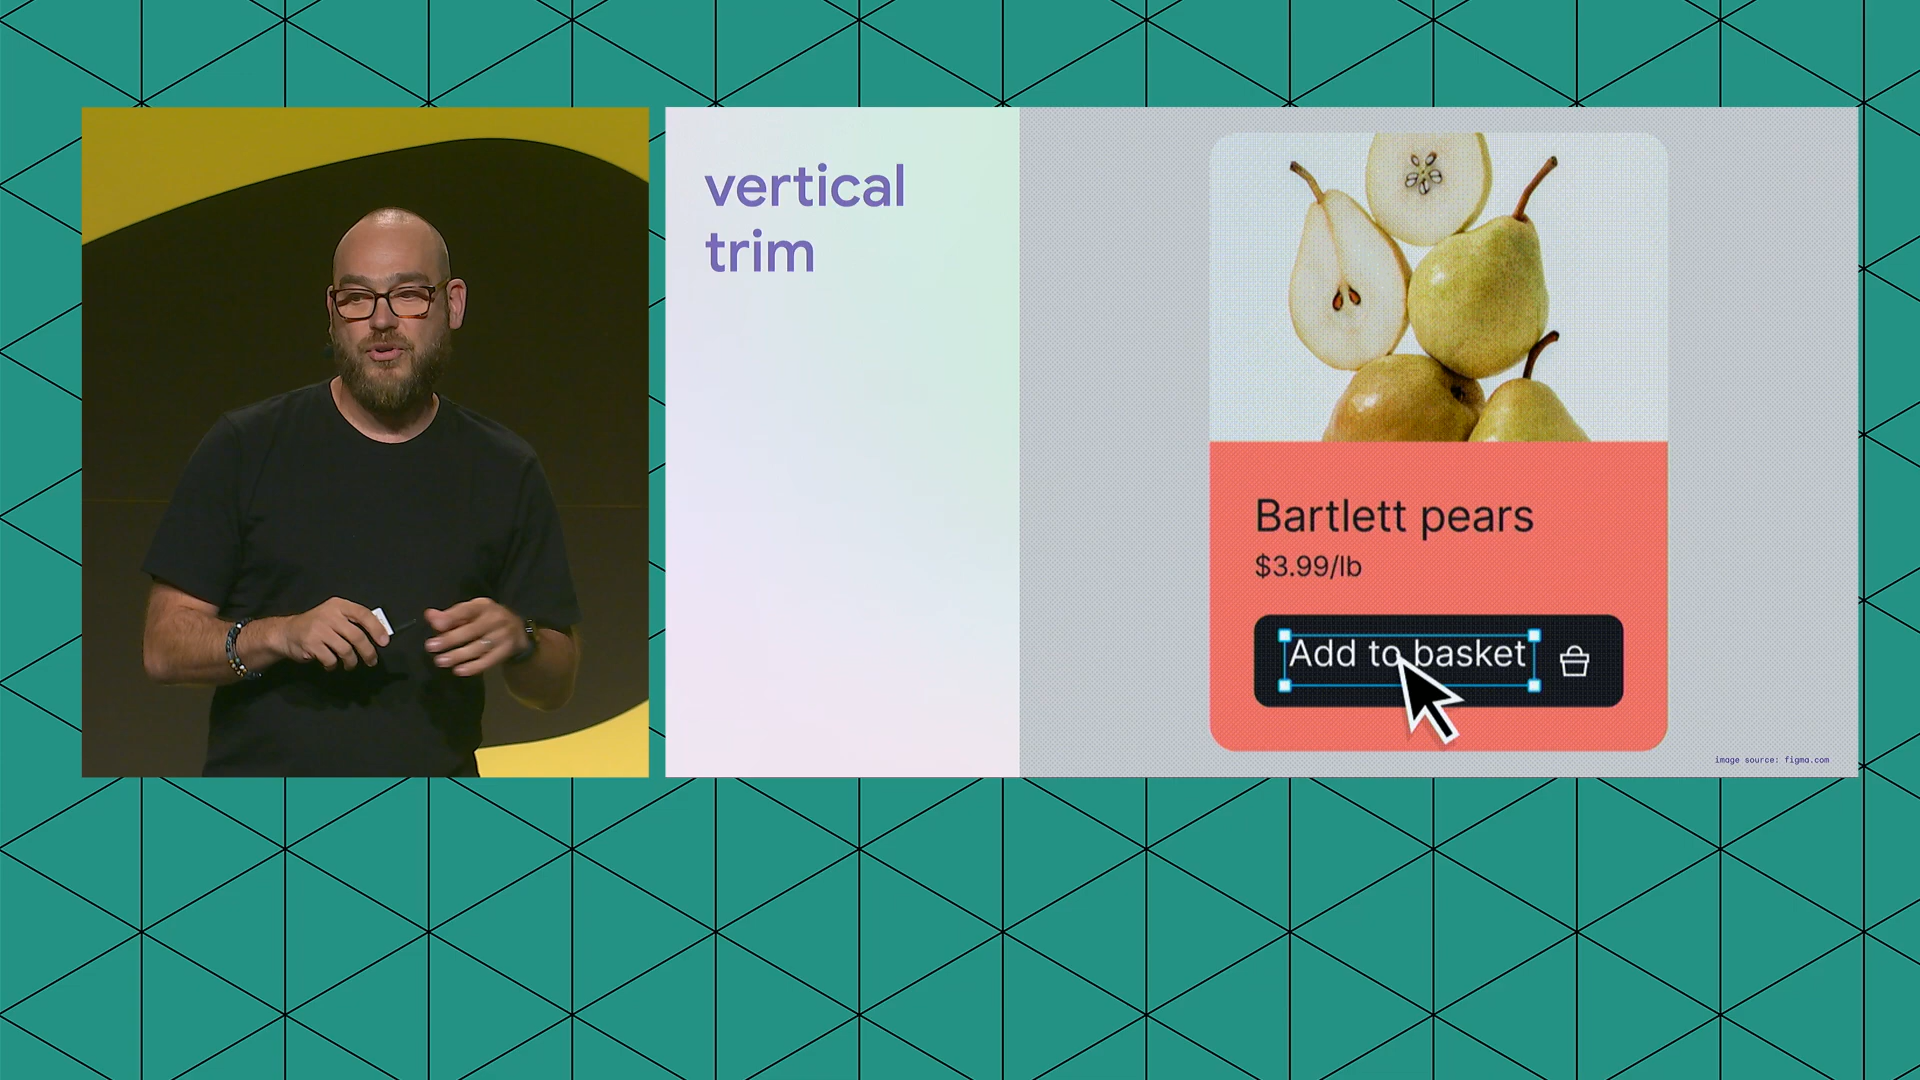 vertical
trim
Bartlett pears
$3.99/lb
Add to basket
image source: figma.com